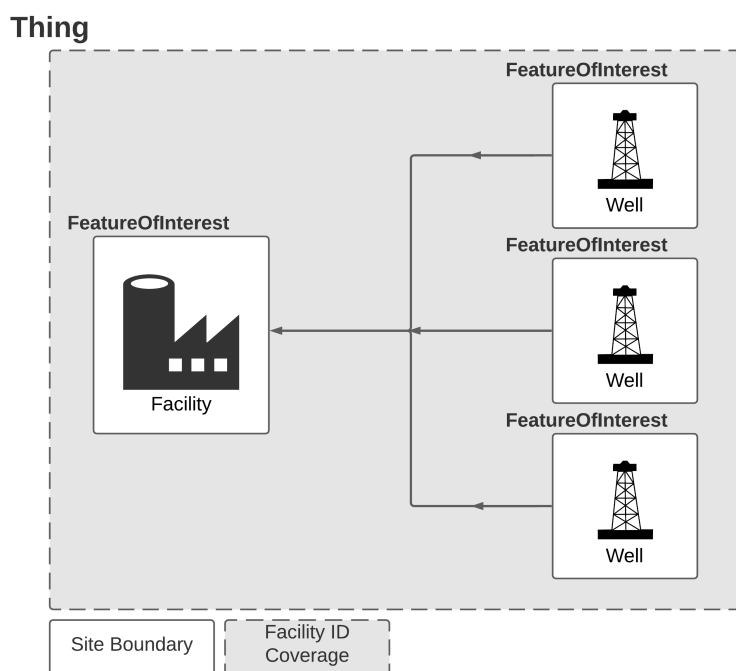 Thing
FeatureOfInterest
Well
FeatureOfInterest
Facility
FeatureOfInterest
Well
FeatureOfInterest
Well
Site Boundary
Facility ID
Coverage